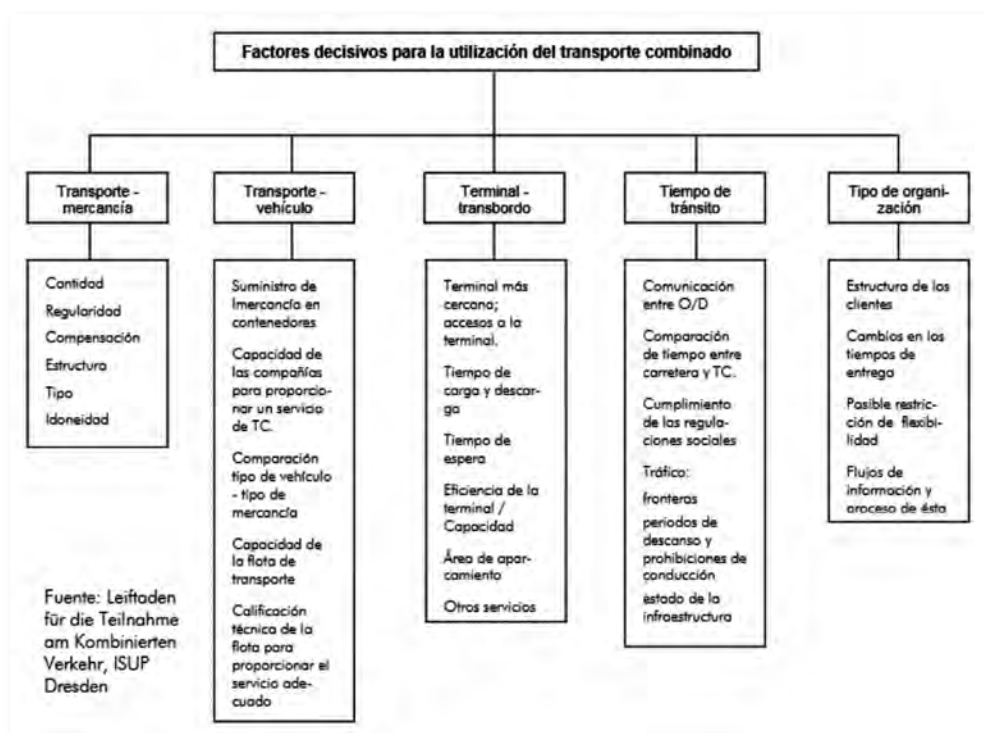 Factores decisivos para la utilización del transporte combinado
Transporte -
mercancía
Cantidad
Regularidad
Compensación
Estructura
Tipo
Idoneidad
Transporte -
vehículo
Suministro de
lmercancía en
contenedores
Capacidad de
las compañías
para proporcio-
nar un servicio
de TC.
Comparación
tipo de vehículo
- tipo de
mercancía
Capacidad de
la flota de
transporte
Calificación
técnica de la
flota para
proporcionar el
servicio ade-
cuado
Terminal -
transbordo
Terminal más
cercana;
accesos a la
terminal.
Tiempo de
carga y descar-
ga
Tiempo de
espera
Eficiencia de la
terminal /
Capacidad
Área de apar-
camiento
Otros servicios
Tiempo de
tránsito
Comunicación
entre O/D
Comparación
de tiempo entre
carretera y TC.
Cumplimiento
de las regula-
ciones sociales
Tráfico:
fronteras
periodos de
descanso y
prohibiciones de
conducción
estado de la
infraestructura
Tipo de organi-
zación
Estructura de los
clientes
Cambios en los
tiempos de
entrega
Posible restric-
ción de flexibi-
lidad
Flujos de
información y
proceso de ésta
Fuente: Leiftaden
für die Teilnahme
am Kombinierten
Verkehr, ISUP
Dresden